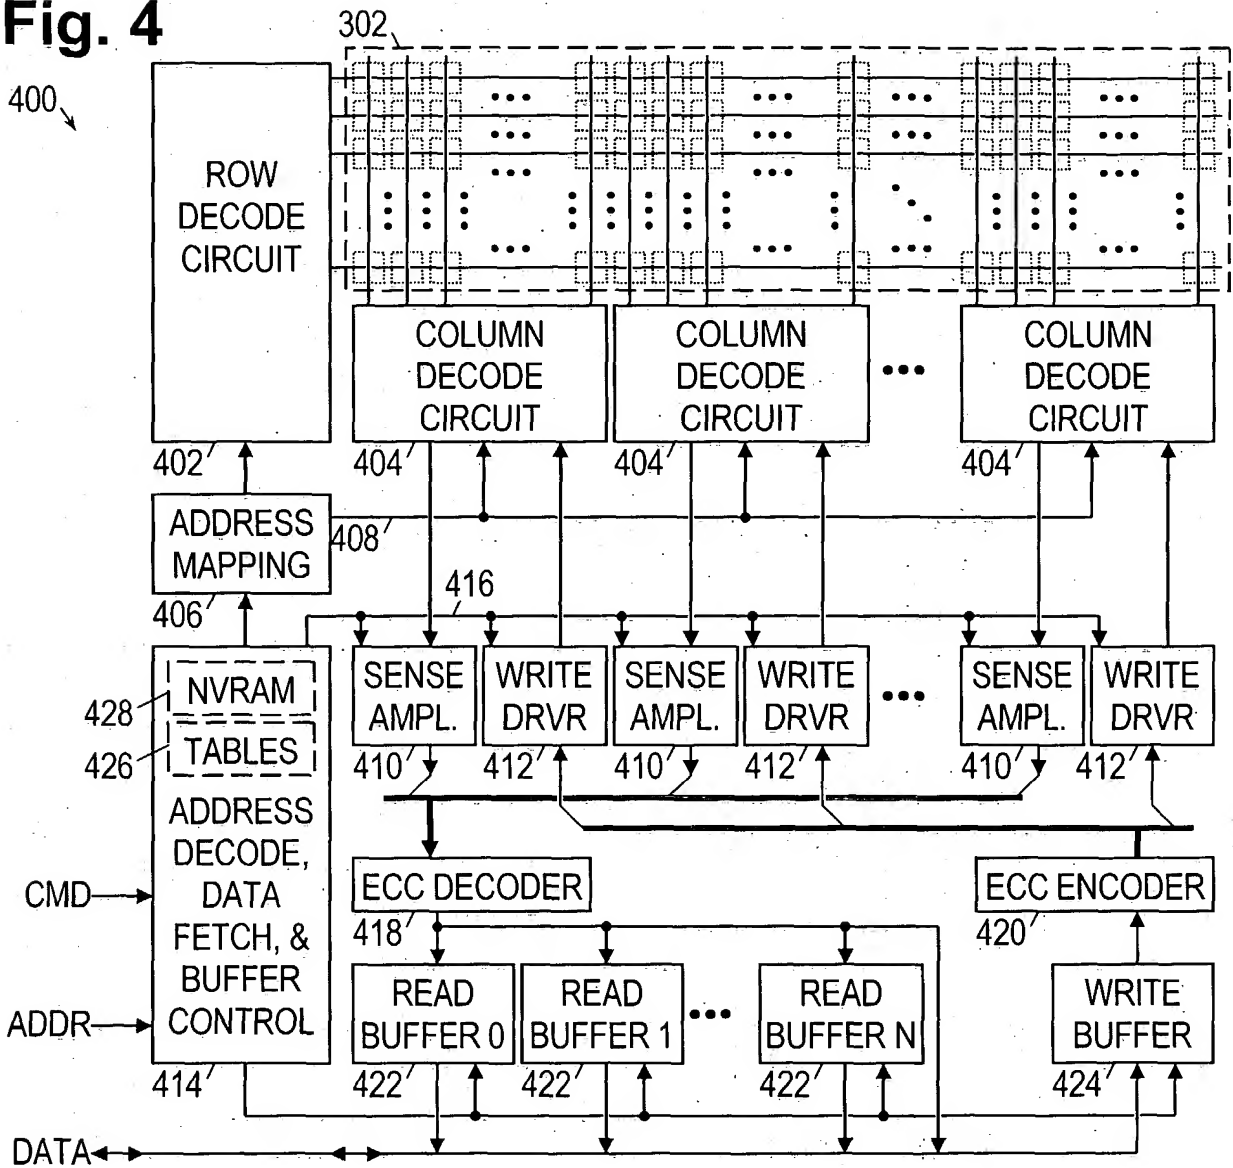 Fig. 4
302
400
ROW
DECODE
CIRCUIT
COLUMN
DECODE
CIRCUIT
COLUMN
DECODE
CIRCUIT
COLUMN
DECODE
CIRCUIT
402
404
404
404
ADDRESS
MAPPING
408
406
416
NVRAM
428
TABLES
426
SENSE
AMPL.
WRITE
DRVR
SENSE
AMPL.
WRITE
DRVR
SENSE
AMPL.
WRITE
DRVR
410
412
410
412
410
412
ADDRESS
DECODE,
DATA
FETCH, &
BUFFER
CONTROL
CMD
ADDR
414
ECC DECODER
ECC ENCODER
418
420
READ
BUFFER 0
READ
BUFFER 1
READ
BUFFER N
WRITE
BUFFER
422
422
422
424
DATA